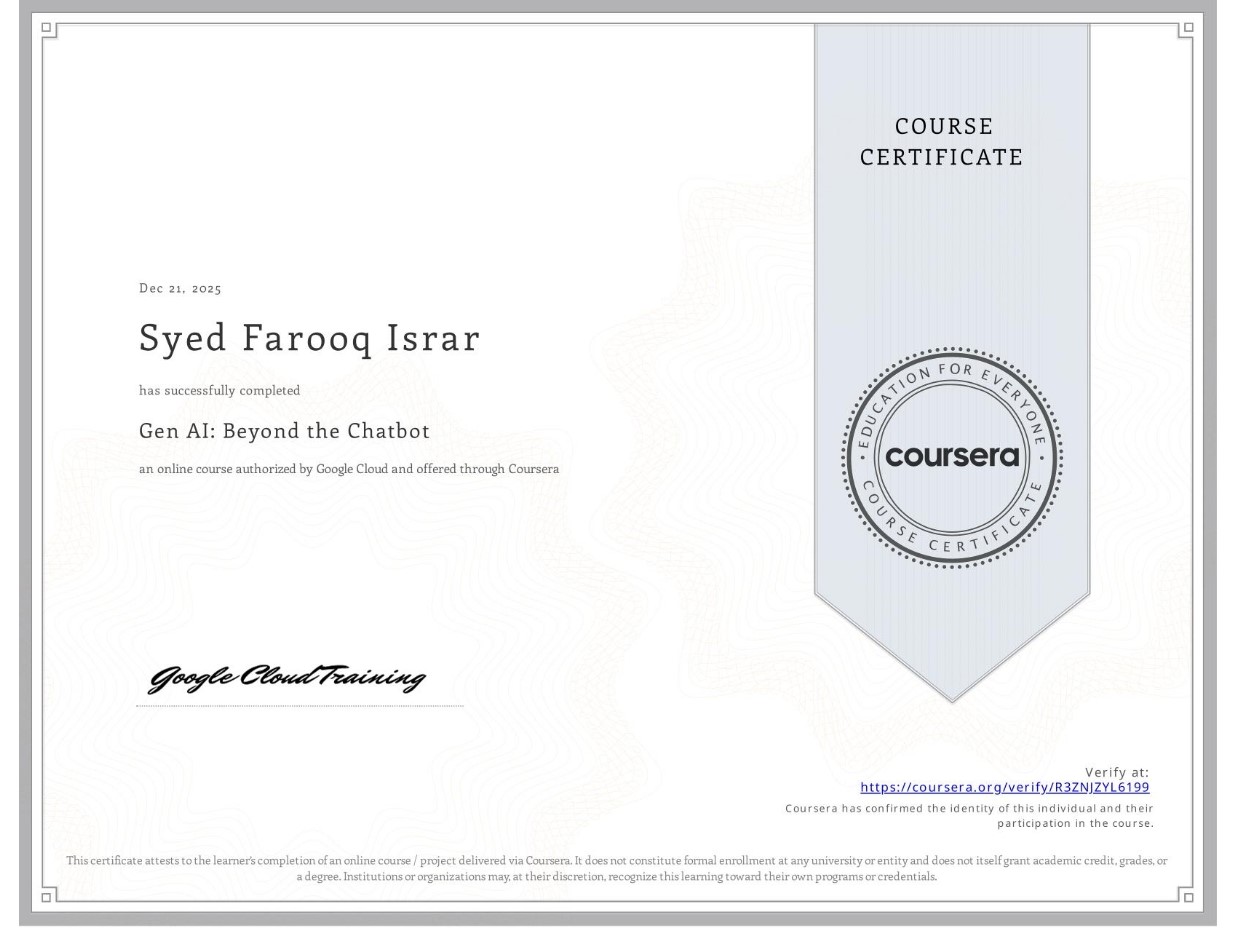 COURSE
CERTIFICATE
Dec 21, 2025
Syed Farooq Israr
has successfully completed
Gen AI: Beyond the Chatbot
an online course authorized by Google Cloud and offered through Coursera
EDUCATION FOR EVERYONE
coursera
COURSE CERTIFICATE
Google Cloud Training
Verify at:
https://coursera.org/verify/R3ZNJZYL6199
Coursera has confirmed the identity of this individual and their
participation in the course.
This certificate attests to the learner's completion of an online course / project delivered via Coursera. It does not constitute formal enrollment at any university or entity and does not itself grant academic credit, grades, or
a degree. Institutions or organizations may, at their discretion, recognize this learning toward their own programs or credentials.